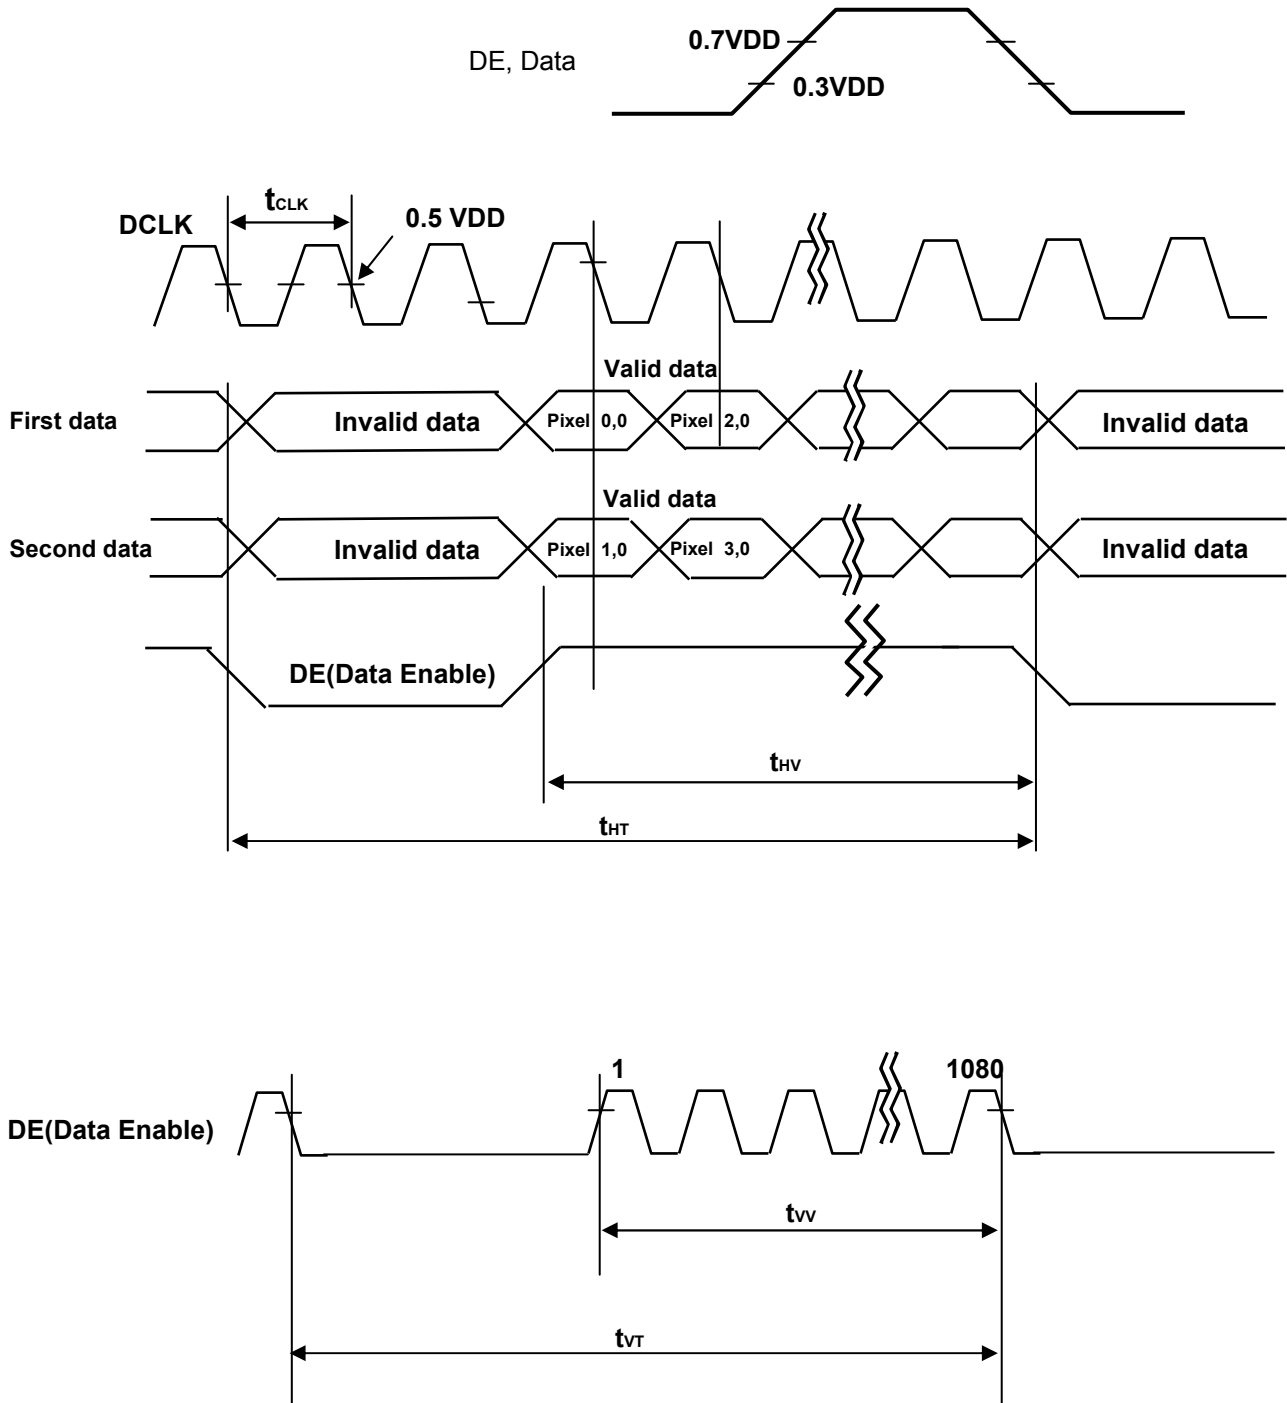 0.7VDD
DE, Data
0.3VDD
tCLK
0.5 VDD
DCLK
Valid data
First data
Invalid data
Pixel 0,0
Pixel 2,0
Invalid data
Valid data
Second data
Invalid data
Pixel 1,0
Pixel 3,0
Invalid data
DE(Data Enable)
tHV
tHT
1
1080
DE(Data Enable)
tVV
tVT